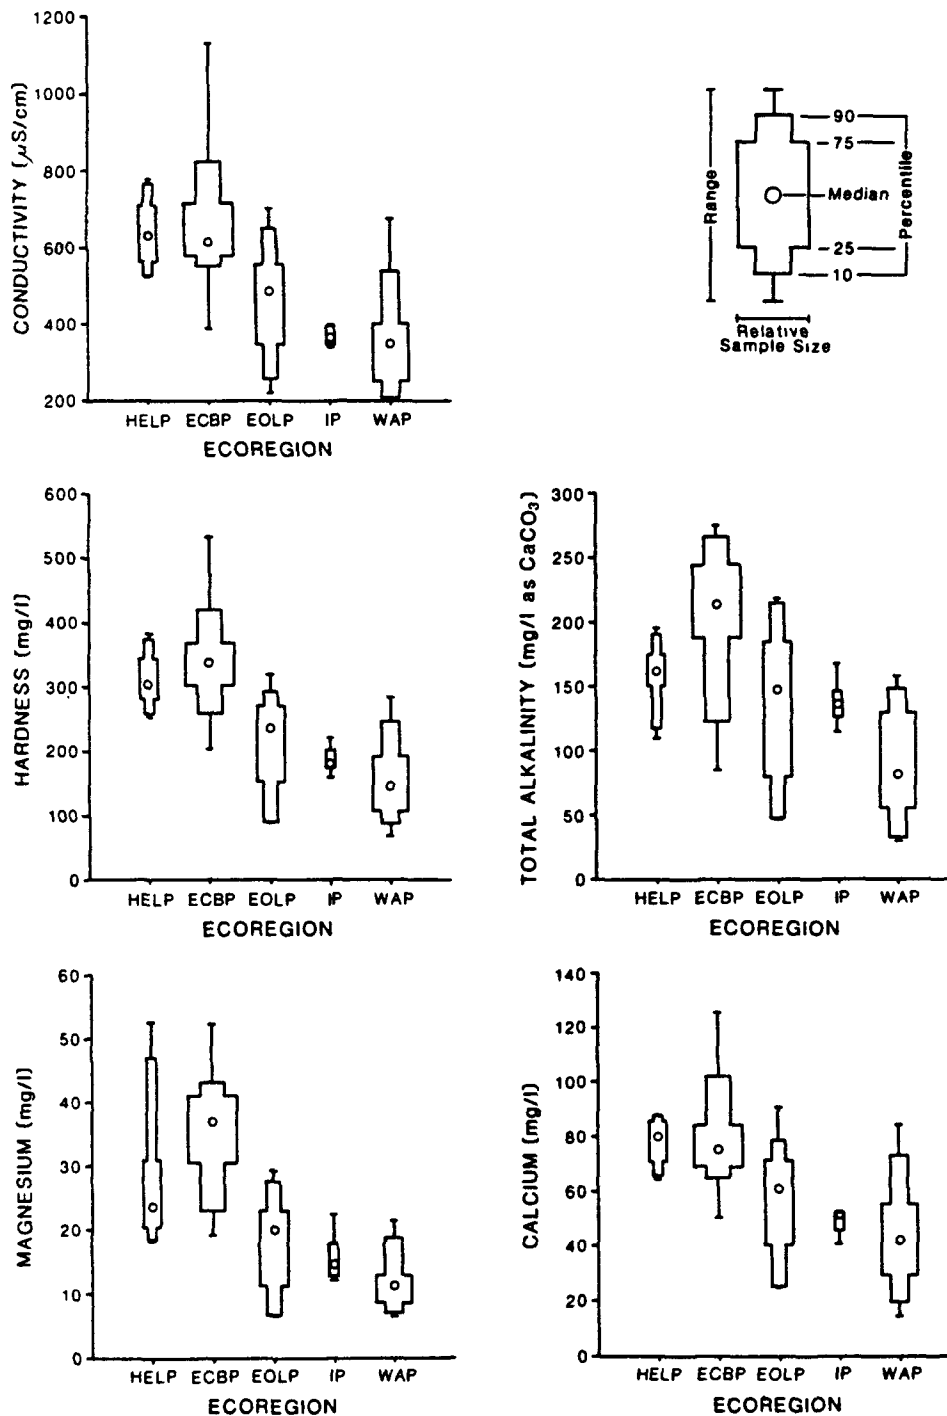 CONDUCTIVITY (µS/cm)
1200
1000
800
600
400
200
HELP ECBP EOLP IP WAP
ECOREGION
Range
90
75
Median
25
10
Percentile
Relative
Sample Size
HARDNESS (mg/l)
600
500
400
300
200
100
0
HELP ECBP EOLP IP WAP
ECOREGION
TOTAL ALKALINITY (mg/l as CaCO₃)
300
250
200
150
100
50
0
HELP ECBP EOLP IP WAP
ECOREGION
MAGNESIUM (mg/l)
60
50
40
30
20
10
0
HELP ECBP EOLP IP WAP
ECOREGION
CALCIUM (mg/l)
140
120
100
80
60
40
20
0
HELP ECBP EOLP IP WAP
ECOREGION